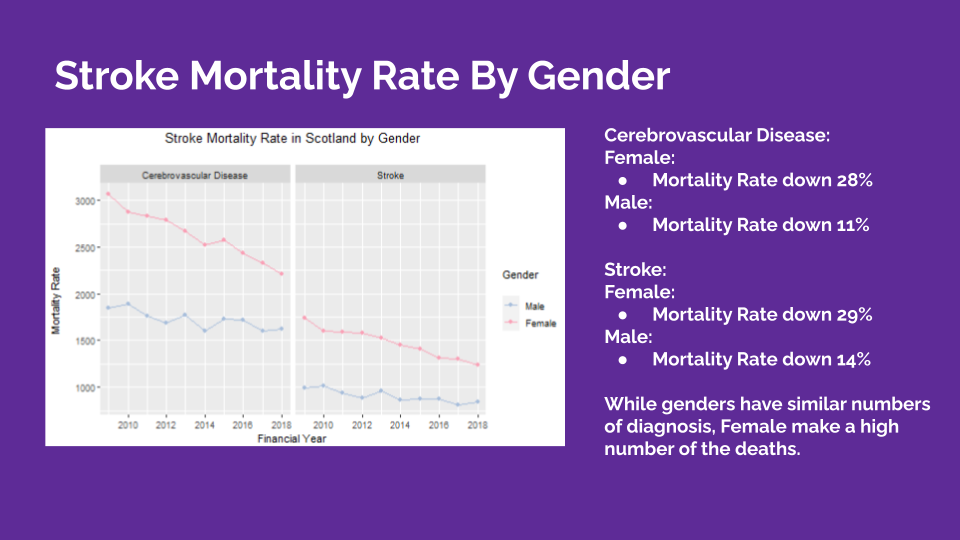 Stroke Mortality Rate By Gender
Stroke Mortality Rate in Scotland by Gender
Cerebrovascular Disease
Stroke
3000
2500
2000
1500
1000
Mortality Rate
2010 2012 2014 2016 2018
2010 2012 2014 2016 2018
Financial Year
Gender
Male
Female
Cerebrovascular Disease:
Female:
● Mortality Rate down 28%
Male:
● Mortality Rate down 11%
Stroke:
Female:
● Mortality Rate down 29%
Male:
● Mortality Rate down 14%
While genders have similar numbers
of diagnosis, Female make a high
number of the deaths.